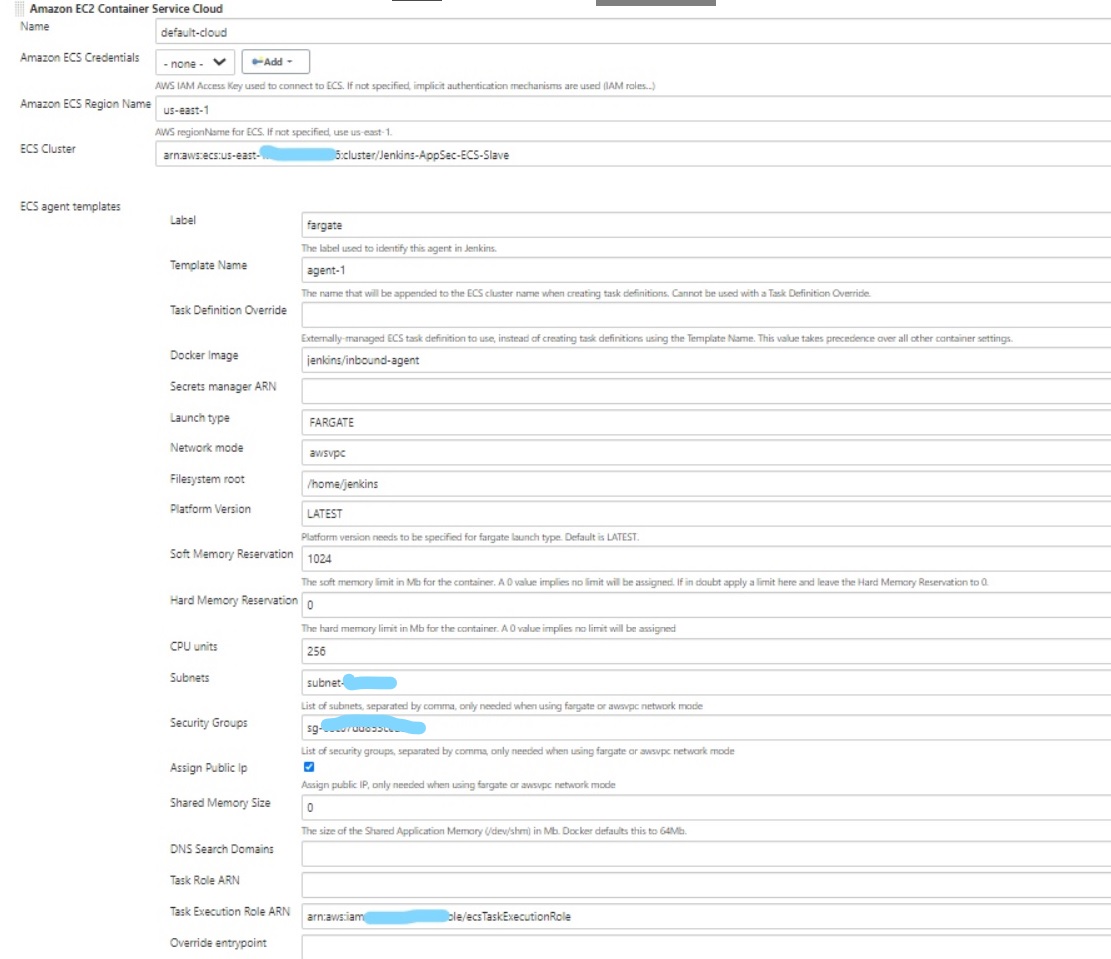 Amazon EC2 Container Service Cloud
Name default-cloud
Amazon ECS Credentials - none - Add
AWS IAM Access Key used to connect to ECS. If not specified, implicit authentication mechanisms are used (IAM roles...)
Amazon ECS Region Name us-east-1
AWS regionName for ECS. If not specified, use us-east-1.
ECS Cluster arn:aws:ecs:us-east- :cluster/Jenkins-AppSec-ECS-Slave
ECS agent templates
Label fargate
The label used to identify this agent in Jenkins.
Template Name agent-1
The name that will be appended to the ECS cluster name when creating task definitions. Cannot be used with a Task Definition Override.
Task Definition Override
Externally-managed ECS task definition to use, instead of creating task definitions using the Template Name. This value takes precedence over all other container settings.
Docker Image jenkins/inbound-agent
Secrets manager ARN
Launch type FARGATE
Network mode awsvpc
Filesystem root /home/jenkins
Platform Version LATEST
Platform version needs to be specified for fargate launch type. Default is LATEST.
Soft Memory Reservation 1024
The soft memory limit in Mb for the container. A 0 value implies no limit will be assigned. If in doubt apply a limit here and leave the Hard Memory Reservation to 0.
Hard Memory Reservation 0
The hard memory limit in Mb for the container. A 0 value implies no limit will be assigned
CPU units 256
Subnets subnet-
List of subnets, separated by comma, only needed when using fargate or awsvpc network mode
Security Groups sg-
List of security groups, separated by comma, only needed when using fargate or awsvpc network mode
Assign Public Ip
Assign public IP, only needed when using fargate or awsvpc network mode
Shared Memory Size 0
The size of the Shared Application Memory (/dev/shm) in Mb. Docker defaults this to 64Mb.
DNS Search Domains
Task Role ARN
Task Execution Role ARN arn:aws:iam ole/ecsTaskExecutionRole
Override entrypoint